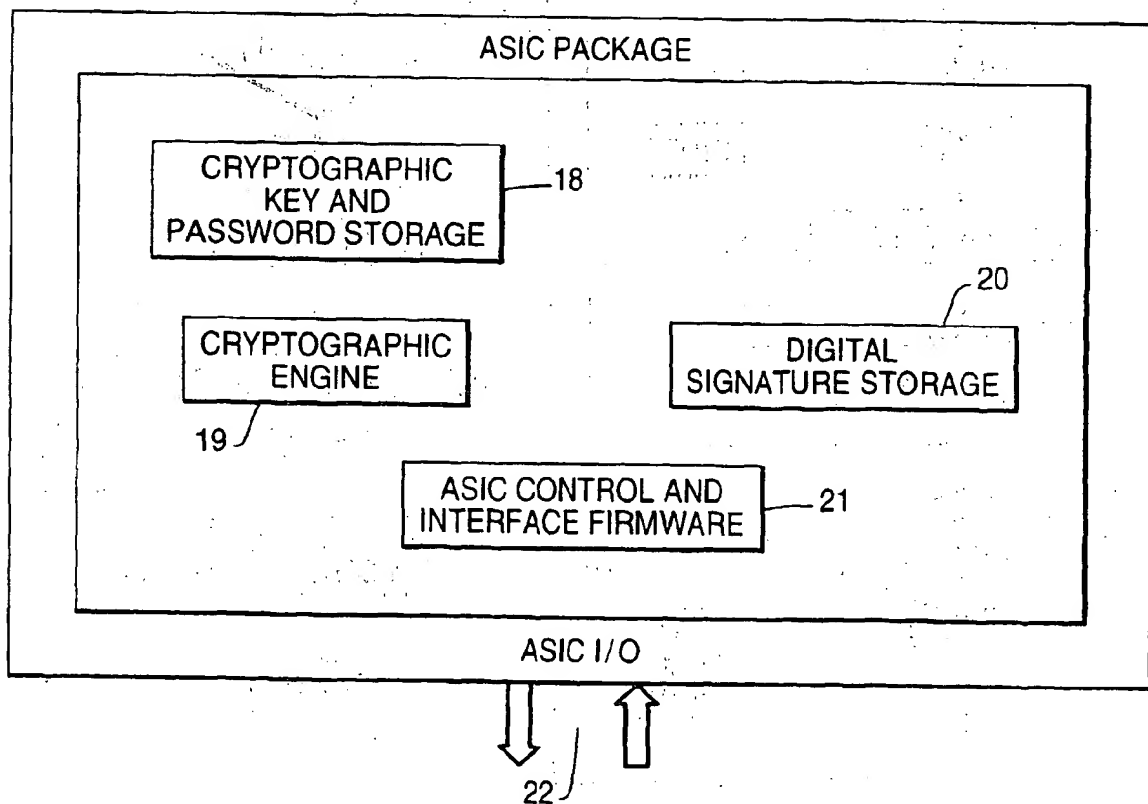 ASIC PACKAGE
CRYPTOGRAPHIC
KEY AND
PASSWORD STORAGE
18
CRYPTOGRAPHIC
ENGINE
19
20
DIGITAL
SIGNATURE STORAGE
ASIC CONTROL AND
INTERFACE FIRMWARE
21
ASIC I/O
22